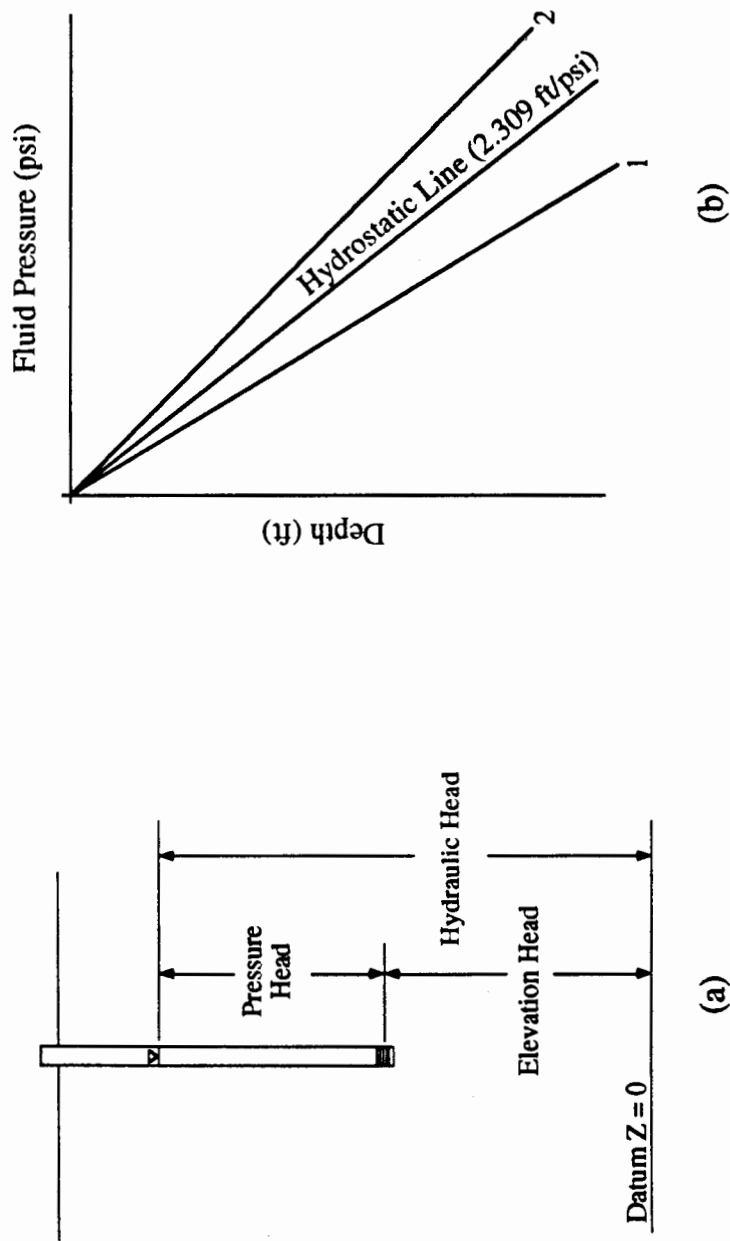 Pressure
Head
Hydraulic Head
Elevation Head
Datum Z = 0
(a)
Fluid Pressure (psi)
Depth (ft)
Hydrostatic Line (2.309 ft/psi)
2
1
(b)